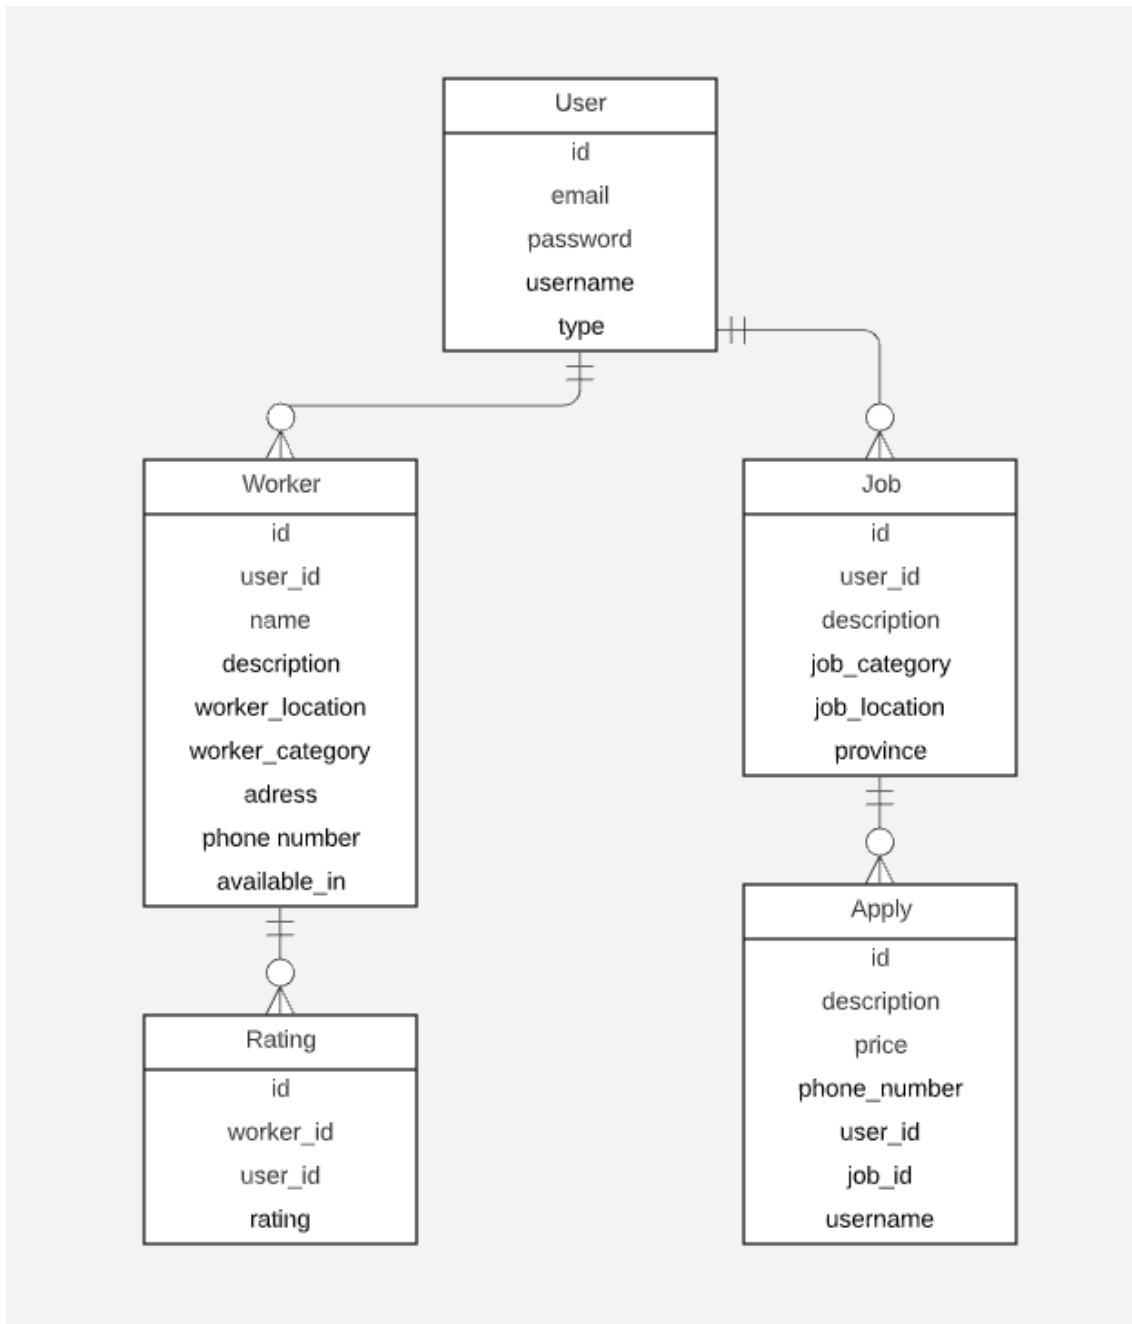 User
id
email
password
username
type
Worker
id
user_id
name
description
worker_location
worker_category
adress
phone number
available_in
Job
id
user_id
description
job_category
job_location
province
Rating
id
worker_id
user_id
rating
Apply
id
description
price
phone_number
user_id
job_id
username